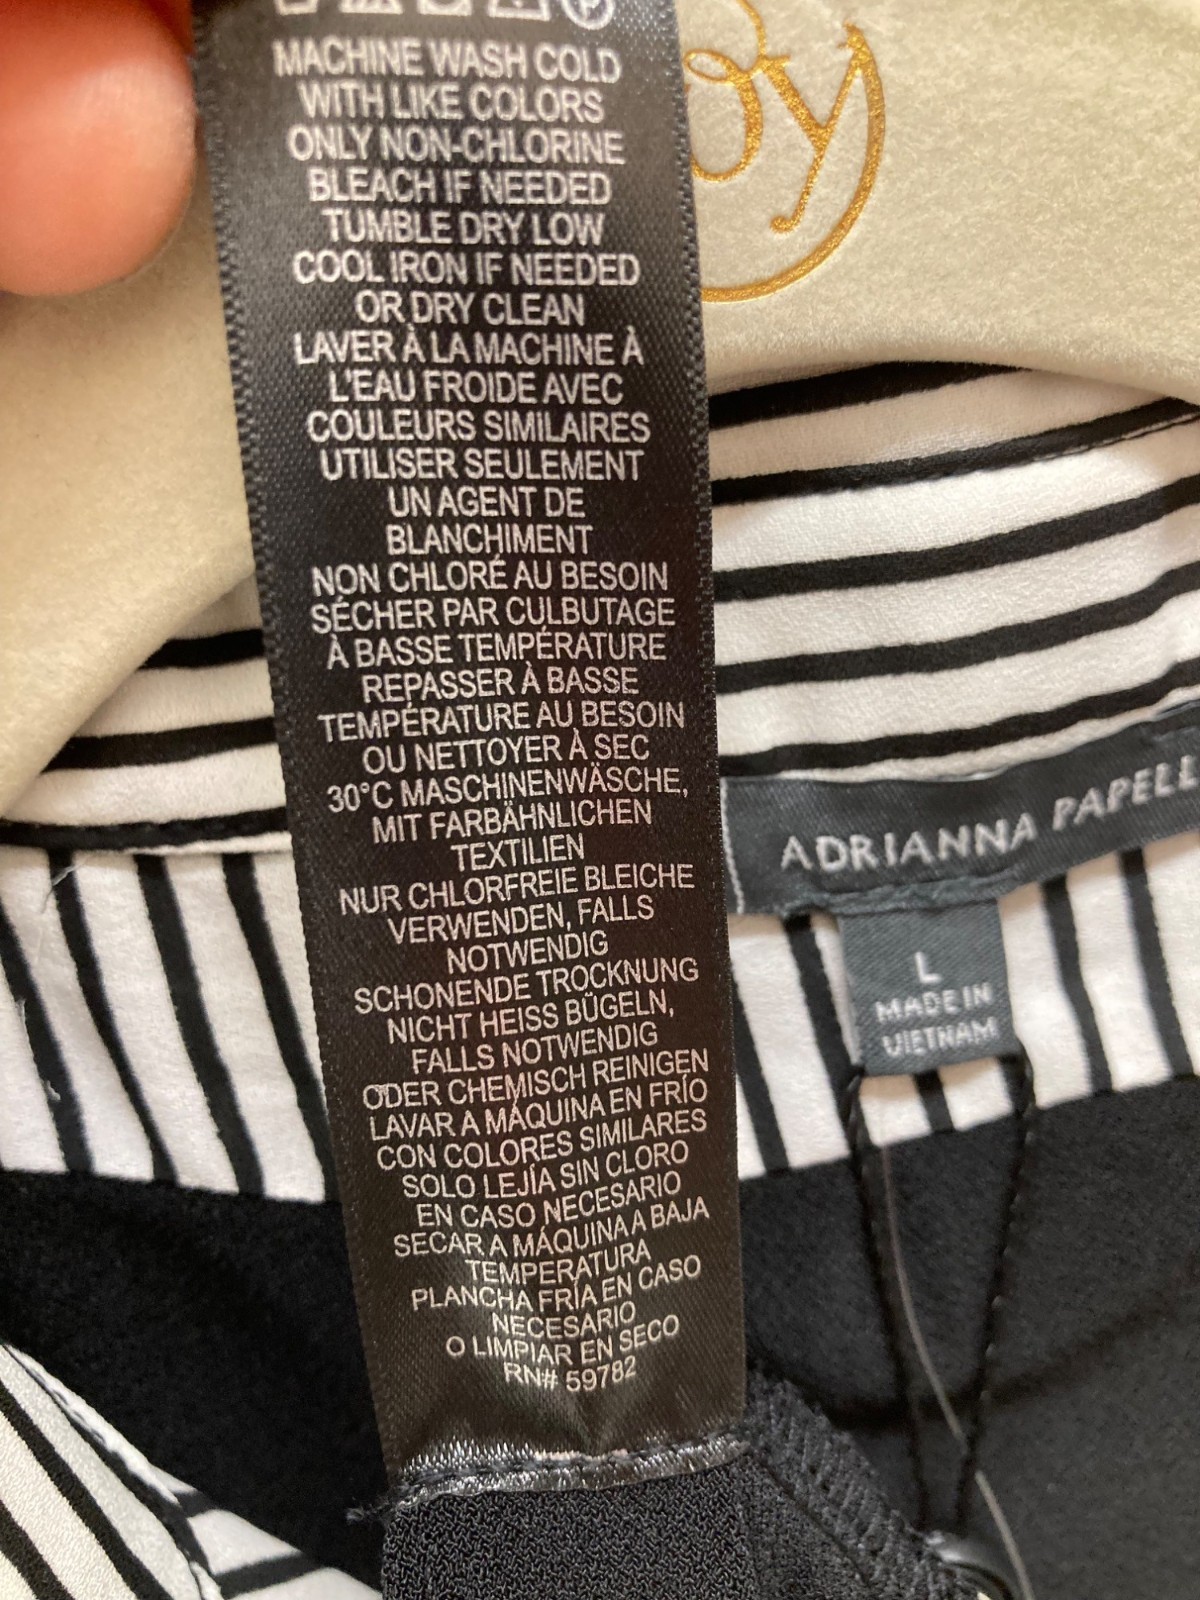 MACHINE WASH COLD
WITH LIKE COLORS
ONLY NON-CHLORINE
BLEACH IF NEEDED
TUMBLE DRY LOW
COOL IRON IF NEEDED
OR DRY CLEAN
LAVER À LA MACHINE À
L'EAU FROIDE AVEC
COULEURS SIMILAIRES
UTILISER SEULEMENT
UN AGENT DE
BLANCHIMENT
NON CHLORÉ AU BESOIN
SÉCHER PAR CULBUTAGE
À BASSE TEMPÉRATURE
REPASSER À BASSE
TEMPÉRATURE AU BESOIN
OU NETTOYER À SEC
30°C MASCHINENWÄSCHE,
MIT FARBÄHNLICHEN
TEXTILIEN
NUR CHLORFREIE BLEICHE
VERWENDEN, FALLS
NOTWENDIG
SCHONENDE TROCKNUNG
NICHT HEISS BÜGELN,
FALLS NOTWENDIG
ODER CHEMISCH REINIGEN
LAVAR A MÁQUINA EN FRÍO
CON COLORES SIMILARES
SOLO LEJÍA SIN CLORO
EN CASO NECESARIO
SECAR A MÁQUINA A BAJA
TEMPERATURA
PLANCHA FRÍA EN CASO
NECESARIO
O LIMPIAR EN SECO
RN# 59782
ADRIANNA PAPELL
L
MADE IN
VIETNAM